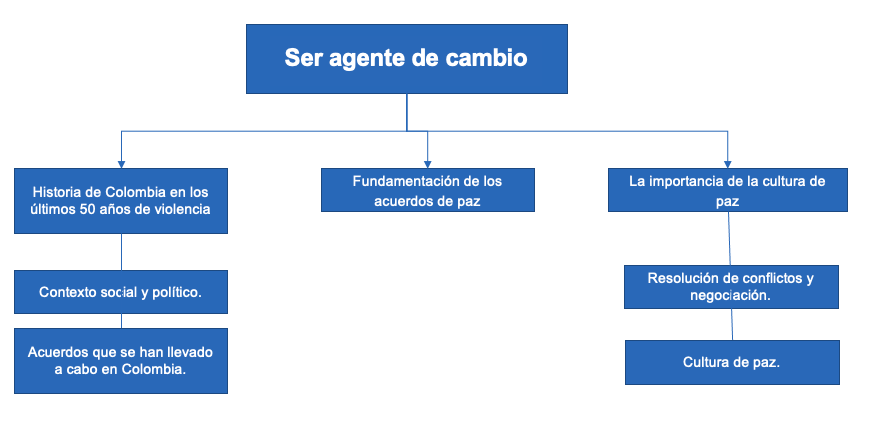 Ser agente de cambio
Historia de Colombia en los
últimos 50 años de violencia
Fundamentación de los
acuerdos de paz
La importancia de la cultura de
paz
Contexto social y político.
Resolución de conflictos y
negociación.
Acuerdos que se han llevado
a cabo en Colombia.
Cultura de paz.